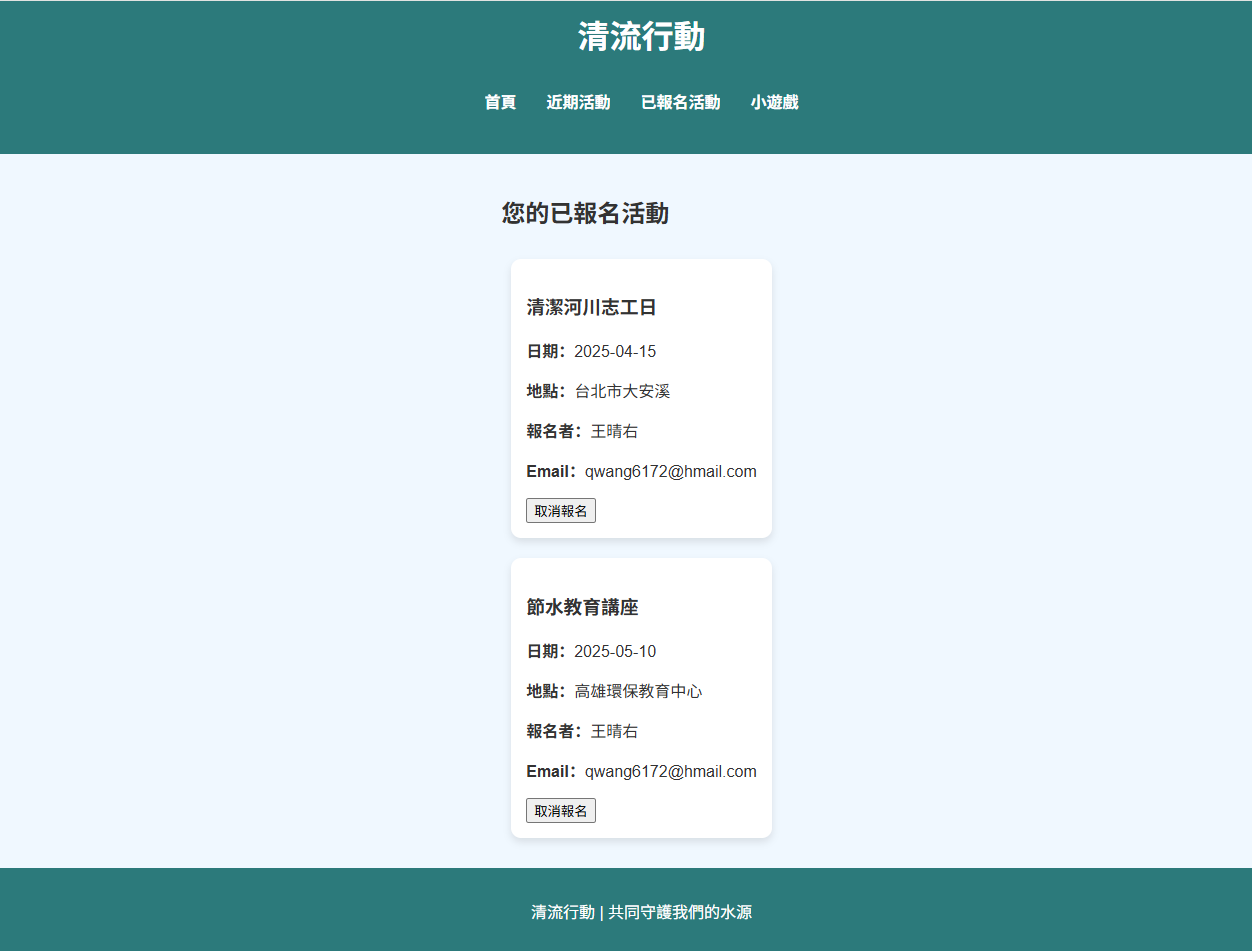 清流行動
首頁 近期活動 已報名活動 小遊戲
您的已報名活動
清潔河川志工日
日期：2025-04-15
地點：台北市大安溪
報名者：王晴右
Email：qwang6172@hmail.com
取消報名
節水教育講座
日期：2025-05-10
地點：高雄環保教育中心
報名者：王晴右
Email：qwang6172@hmail.com
取消報名
清流行動 | 共同守護我們的水源